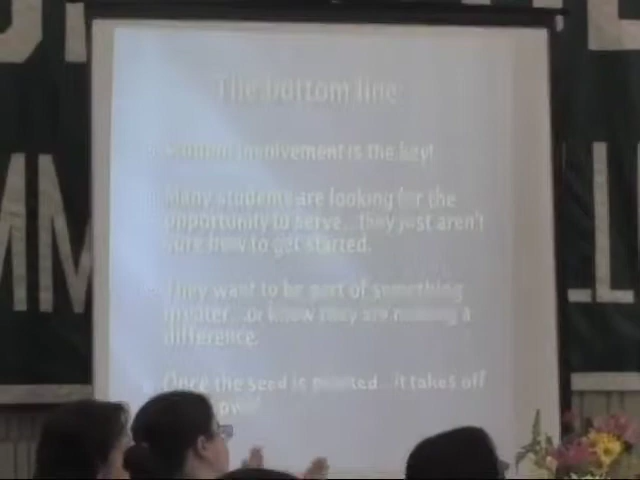 The bottom line
Student involvement is the key!
Many students are looking for the
opportunity to serve... they just aren't
sure how to get started.
They want to be part of something
greater...or know they are making a
difference.
Once the seed is planted...it takes off